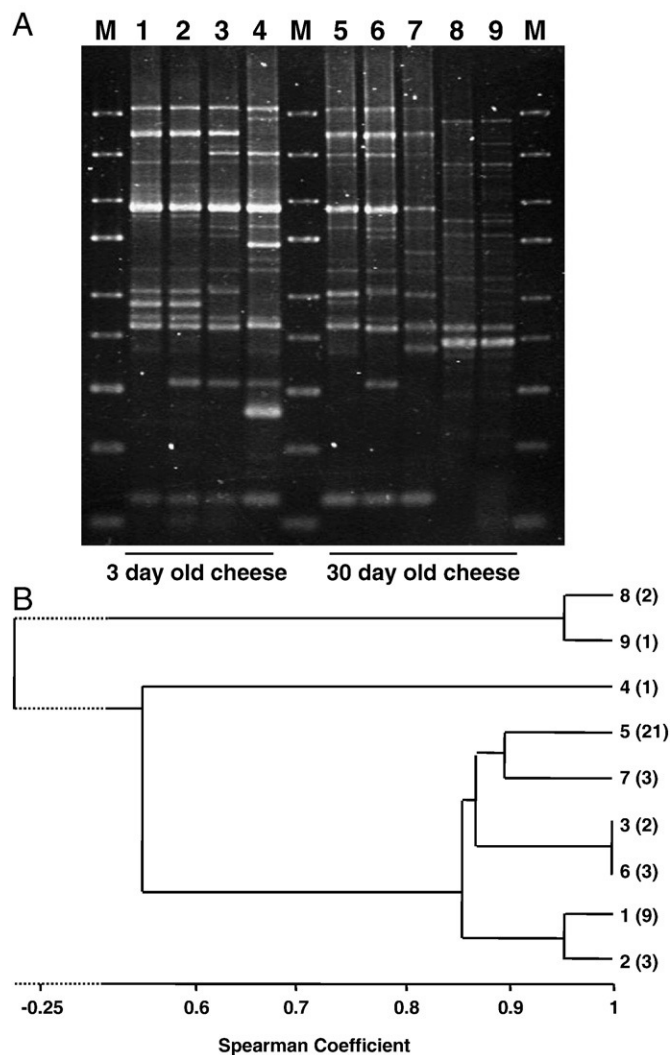 A
M 1 2 3 4 M 5 6 7 8 9 M
3 day old cheese 30 day old cheese
B
8 (2)
9 (1)
4 (1)
5 (21)
7 (3)
3 (2)
6 (3)
1 (9)
2 (3)
-0.25 0.6 0.7 0.8 0.9 1
Spearman Coefficient